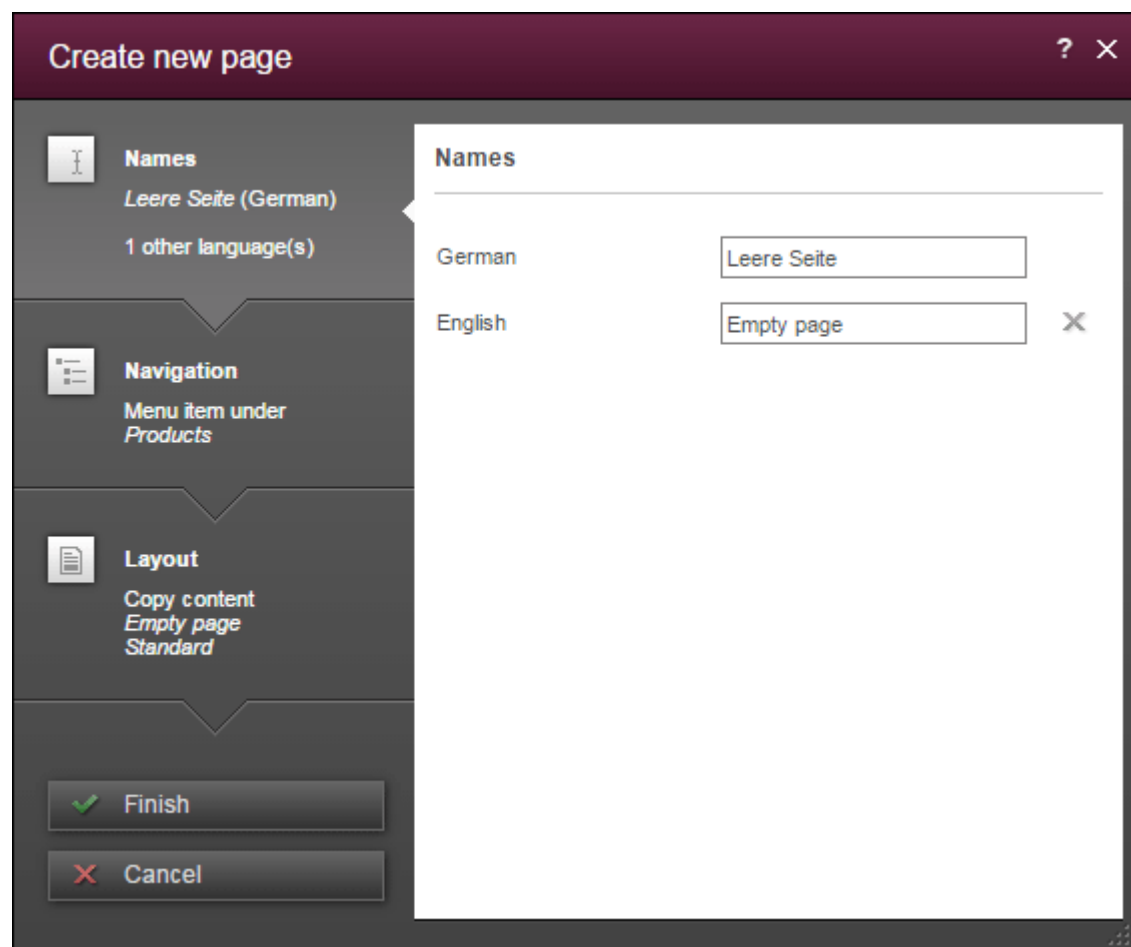 Create new page
?
Names
Leere Seite (German)
1 other language(s)
Navigation
Menu item under
Products
Layout
Copy content
Empty page
Standard
Finish
Cancel
Names
German
Leere Seite
English
Empty page